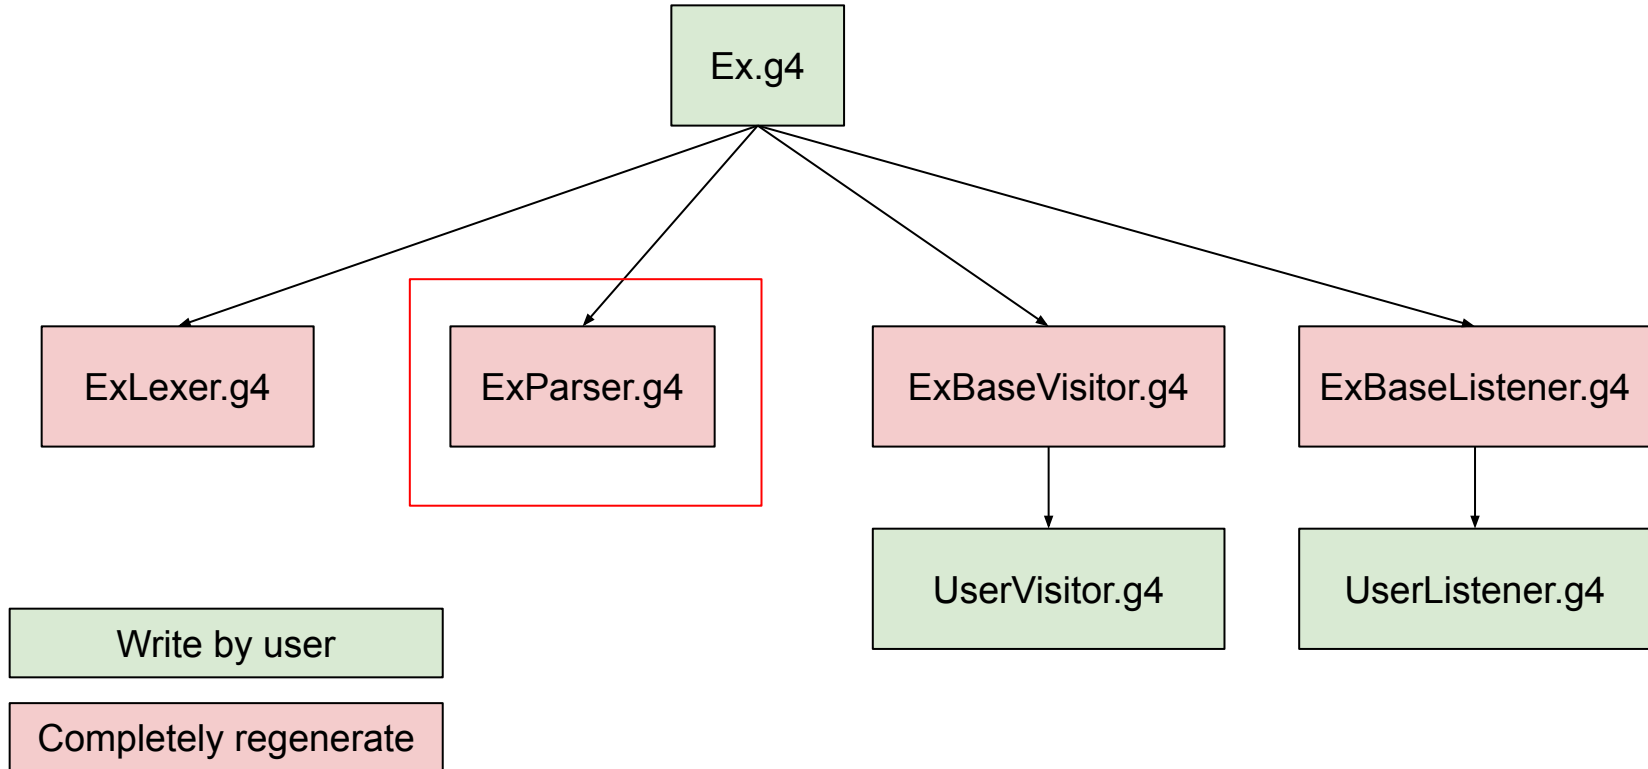 Ex.g4
ExLexer.g4
ExParser.g4
ExBaseVisitor.g4
ExBaseListener.g4
UserVisitor.g4
UserListener.g4
Write by user
Completely regenerate